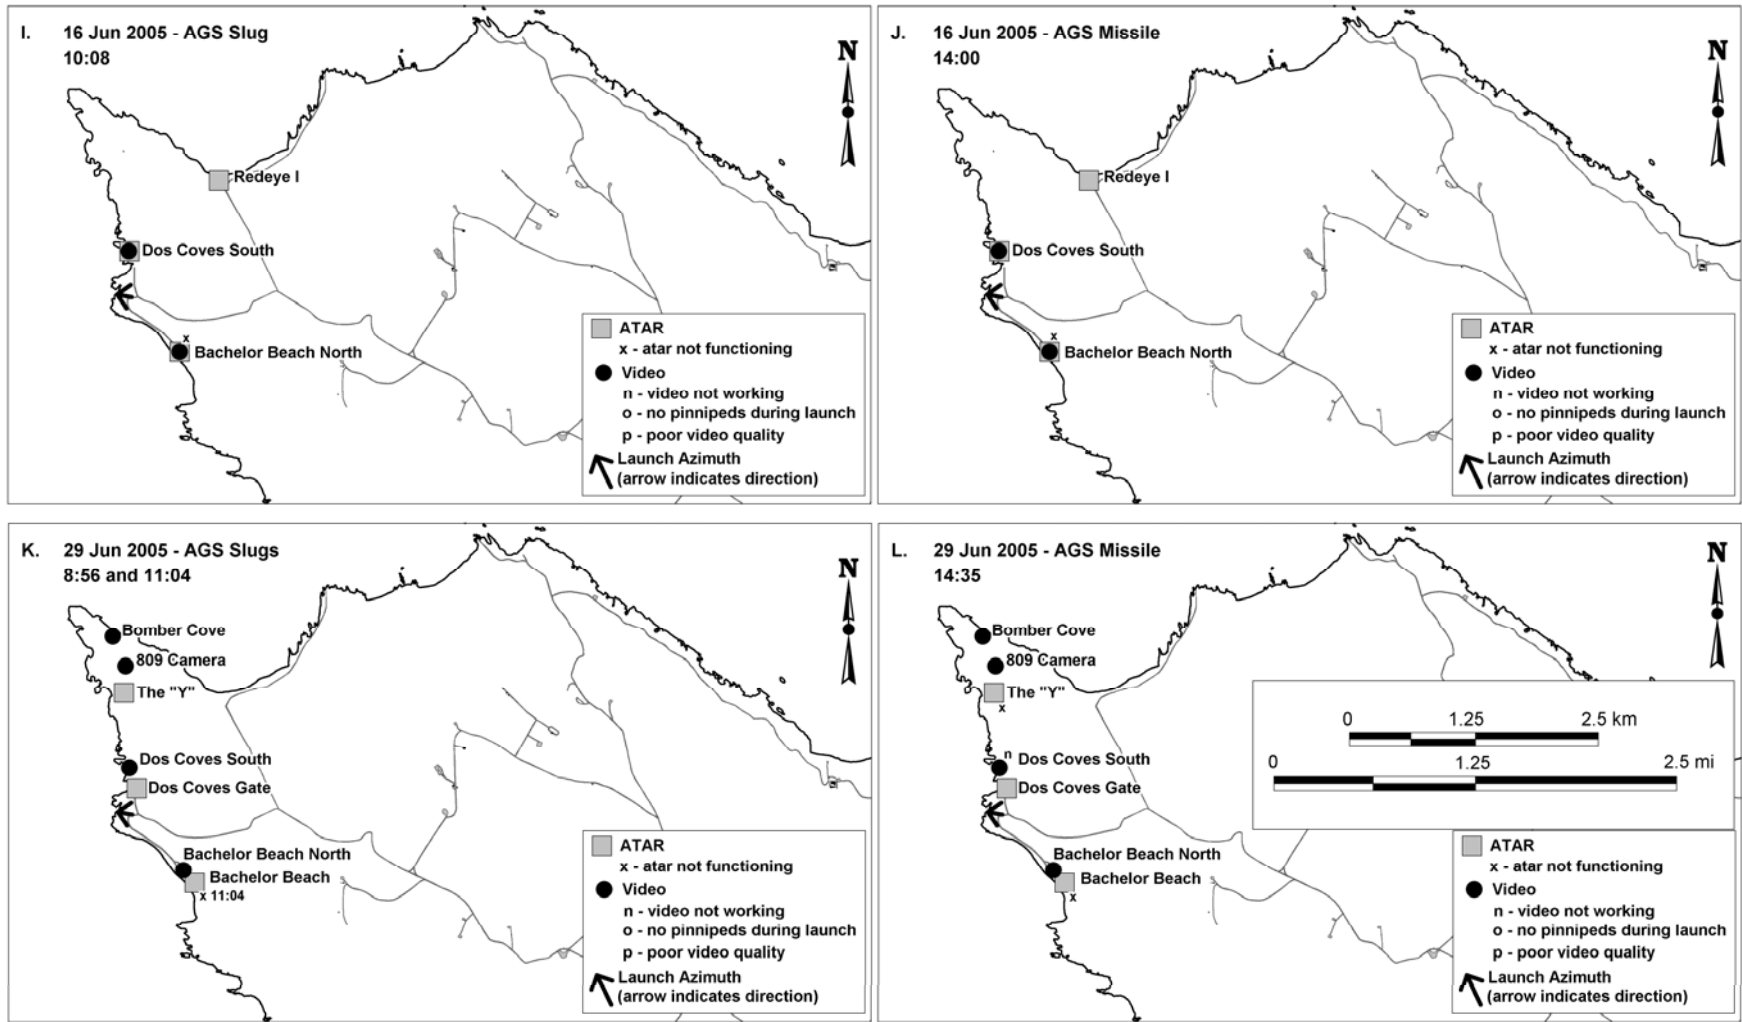 I. 16 Jun 2005 - AGS Slug
10:08
N
Redeye I
Dos Coves South
x
Bachelor Beach North
ATAR
x - atar not functioning
Video
n - video not working
o - no pinnipeds during launch
p - poor video quality
Launch Azimuth
(arrow indicates direction)
J. 16 Jun 2005 - AGS Missile
14:00
N
Redeye I
Dos Coves South
x
Bachelor Beach North
ATAR
x - atar not functioning
Video
n - video not working
o - no pinnipeds during launch
p - poor video quality
Launch Azimuth
(arrow indicates direction)
K. 29 Jun 2005 - AGS Slugs
8:56 and 11:04
N
Bomber Cove
809 Camera
The "Y"
Dos Coves South
Dos Coves Gate
Bachelor Beach North
Bachelor Beach
x 11:04
ATAR
x - atar not functioning
Video
n - video not working
o - no pinnipeds during launch
p - poor video quality
Launch Azimuth
(arrow indicates direction)
L. 29 Jun 2005 - AGS Missile
14:35
N
Bomber Cove
809 Camera
The "Y"
x
n Dos Coves South
Dos Coves Gate
Bachelor Beach North
Bachelor Beach
x
0 1.25 2.5 km
0 1.25 2.5 mi
ATAR
x - atar not functioning
Video
n - video not working
o - no pinnipeds during launch
p - poor video quality
Launch Azimuth
(arrow indicates direction)